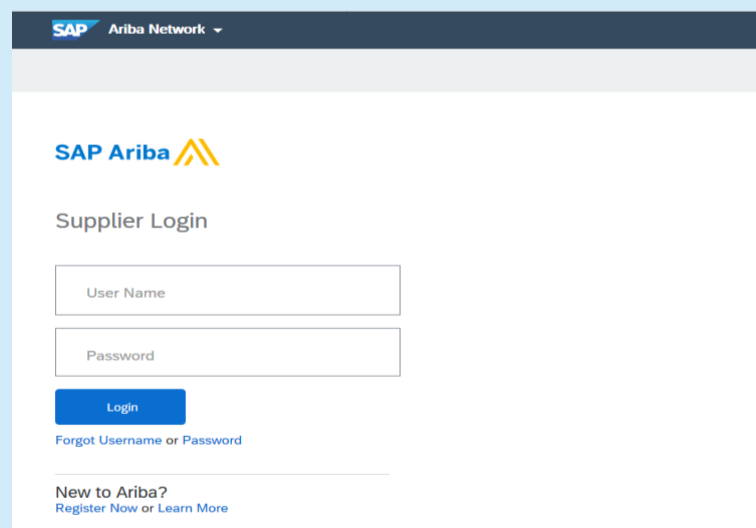 SAP Ariba Network
SAP Ariba
Supplier Login
User Name
Password
Login
Forgot Username or Password
New to Ariba?
Register Now or Learn More